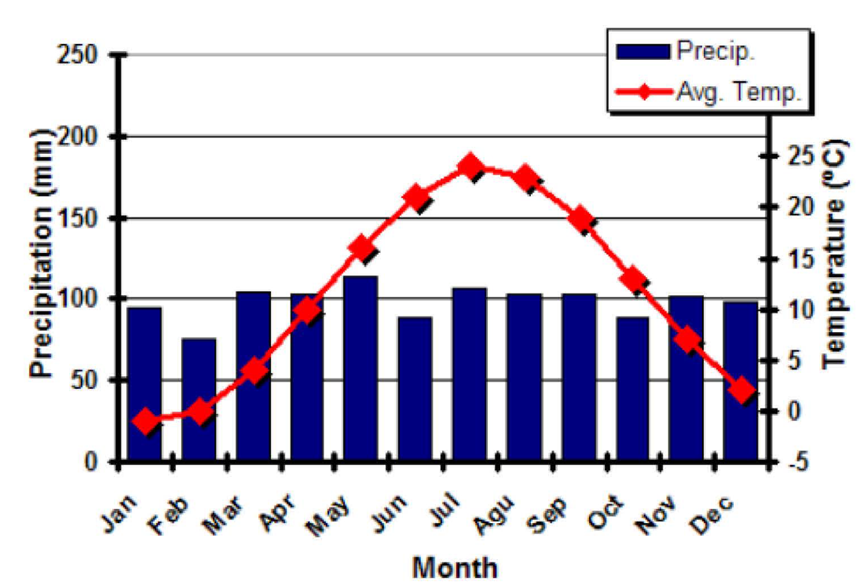 Precip.
Avg. Temp.
Precipitation (mm)
250
200
150
100
50
0
Temperature (ºC)
25
20
15
10
5
0
-5
Jan
Feb
Mar
Apr
May
Jun
Jul
Agu
Sep
Oct
Nov
Dec
Month